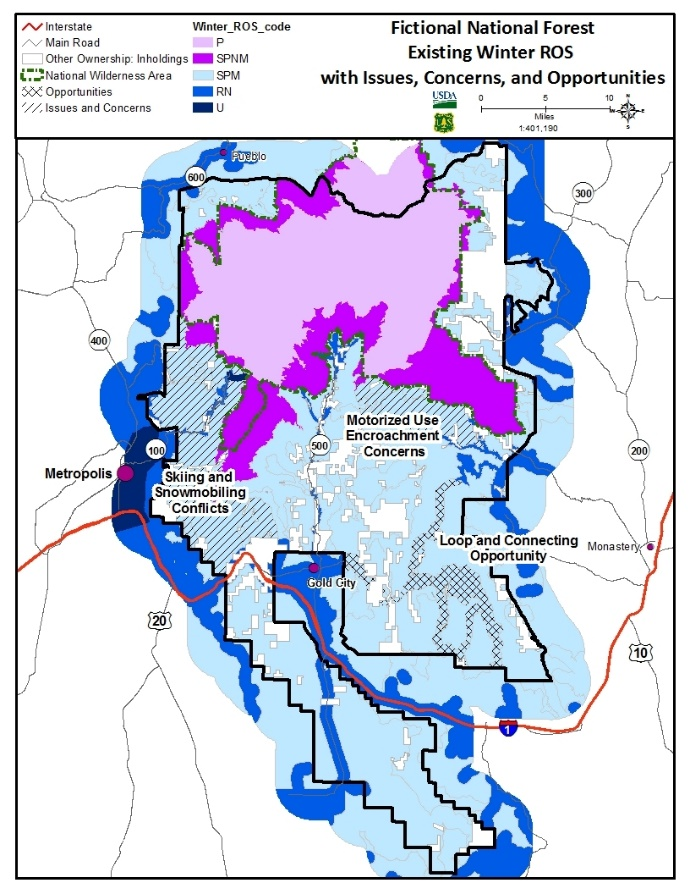 Interstate
Main Road
Other Ownership: Inholdings
National Wilderness Area
Opportunities
Issues and Concerns
Winter_ROS_code
P
SPNM
SPM
RN
U
Fictional National Forest
Existing Winter ROS
with Issues, Concerns, and Opportunities
USDA
0 5 10
Miles
1:401,190
N
W E
S
Pueblo
600
300
400
100
500
200
Metropolis
Motorized Use
Encroachment
Concerns
Skiing and
Snowmobiling
Conflicts
Loop and Connecting
Opportunity
Monastery
Gold City
20
10
1